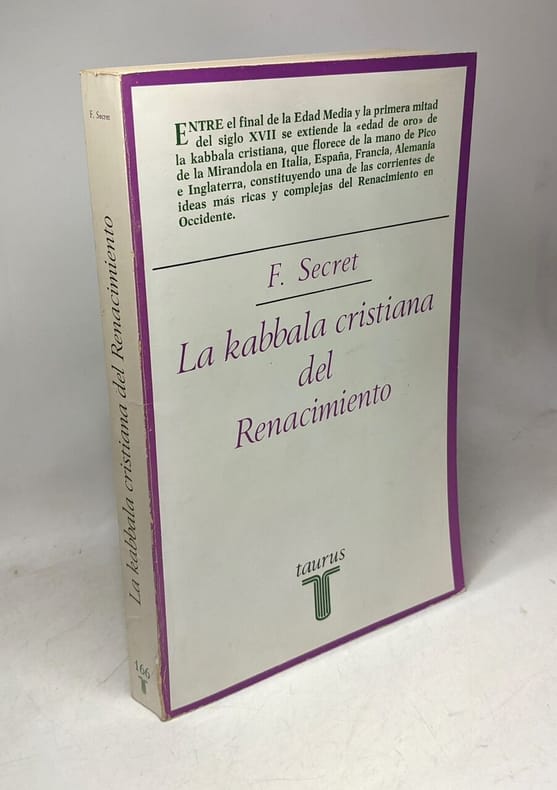 ENTRE el final de la Edad Media y la primera mitad
del siglo XVII se extiende la «edad de oro» de
la kabbala cristiana, que florece de la mano de Pico
de la Mirandola en Italia, España, Francia, Alemania
e Inglaterra, constituyendo una de las corrientes de
ideas más ricas y complejas del Renacimiento en
Occidente.
F. Secret
La kabbala cristiana
del
Renacimiento
taurus
F. Secret
La kabbala cristiana del Renacimiento
166